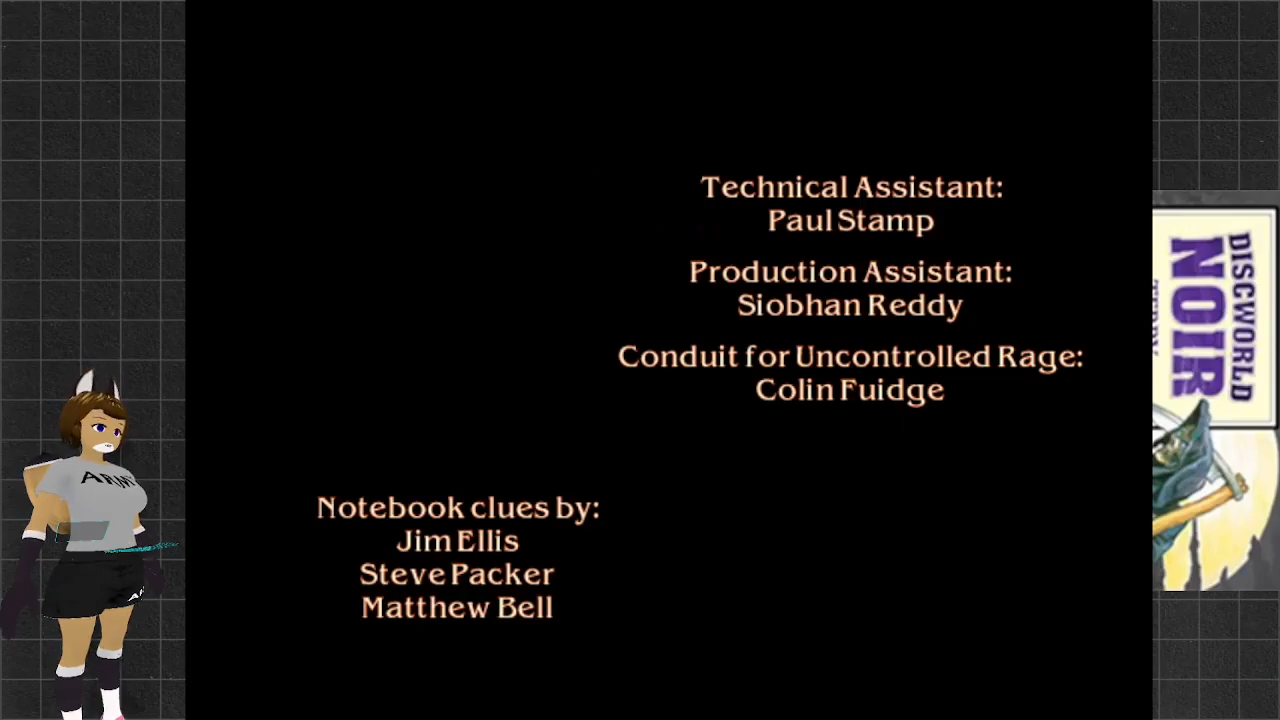 Technical Assistant:
Paul Stamp
Production Assistant:
Siobhan Reddy
Conduit for Uncontrolled Rage:
Colin Fuidge
Notebook clues by:
Jim Ellis
Steve Packer
Matthew Bell
ARMY
DISCWORLD
NOIR